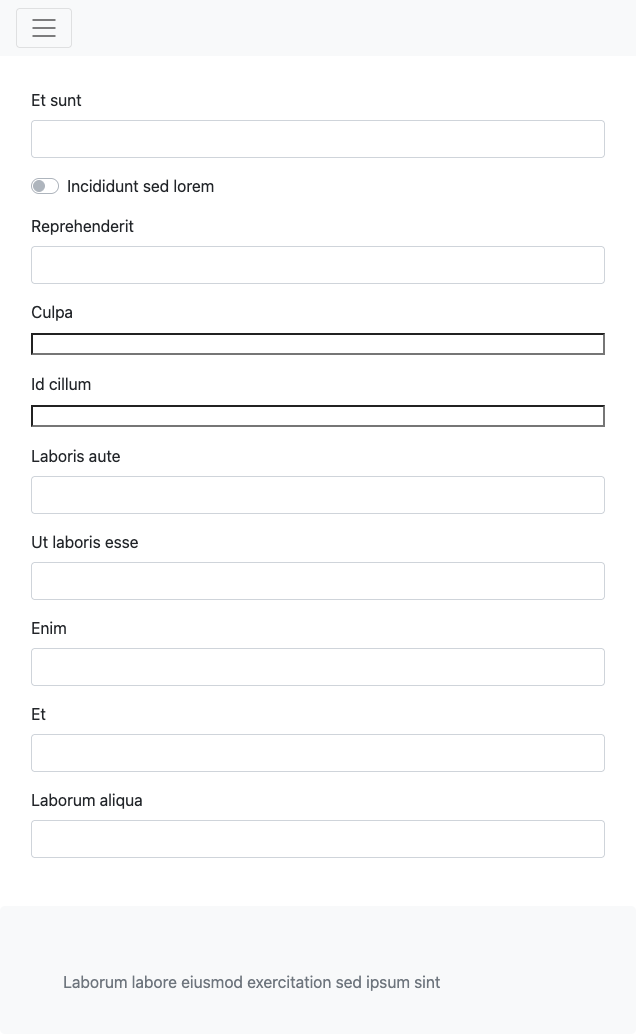 Et sunt
Incididunt sed lorem
Reprehenderit
Culpa
Id cillum
Laboris aute
Ut laboris esse
Enim
Et
Laborum aliqua
Laborum labore eiusmod exercitation sed ipsum sint